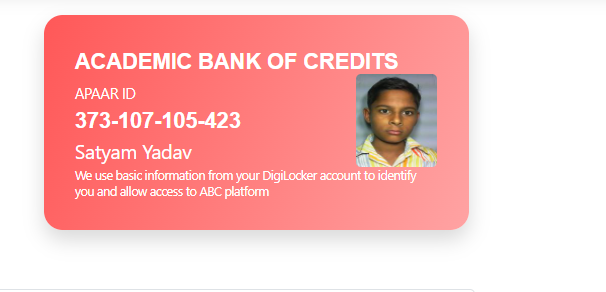 ACADEMIC BANK OF CREDITS
APAAR ID
373-107-105-423
Satyam Yadav
We use basic information from your DigiLocker account to identify
you and allow access to ABC platform